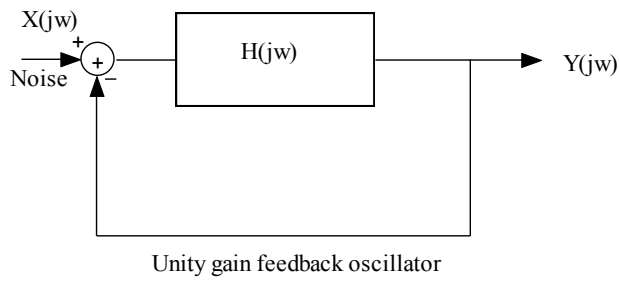 X(jw)
+
+
−
Noise
H(jw)
Y(jw)
Unity gain feedback oscillator